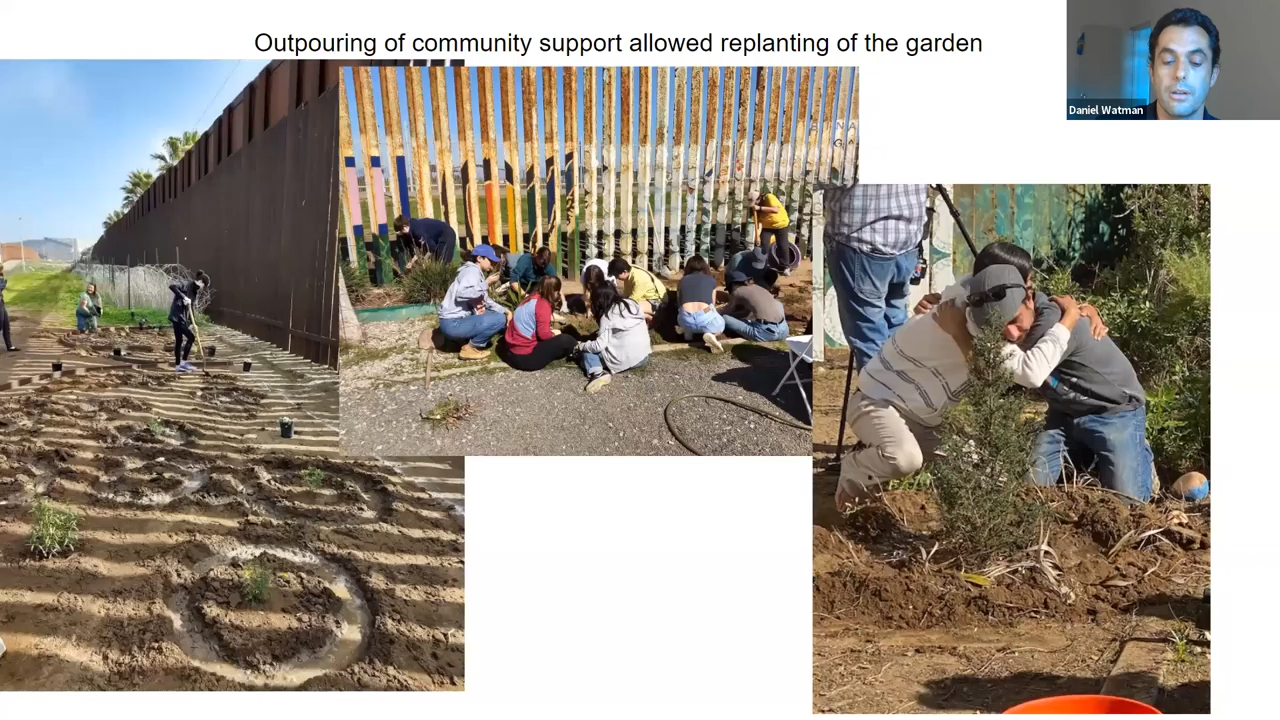 Outpouring of community support allowed replanting of the garden
Daniel Watman